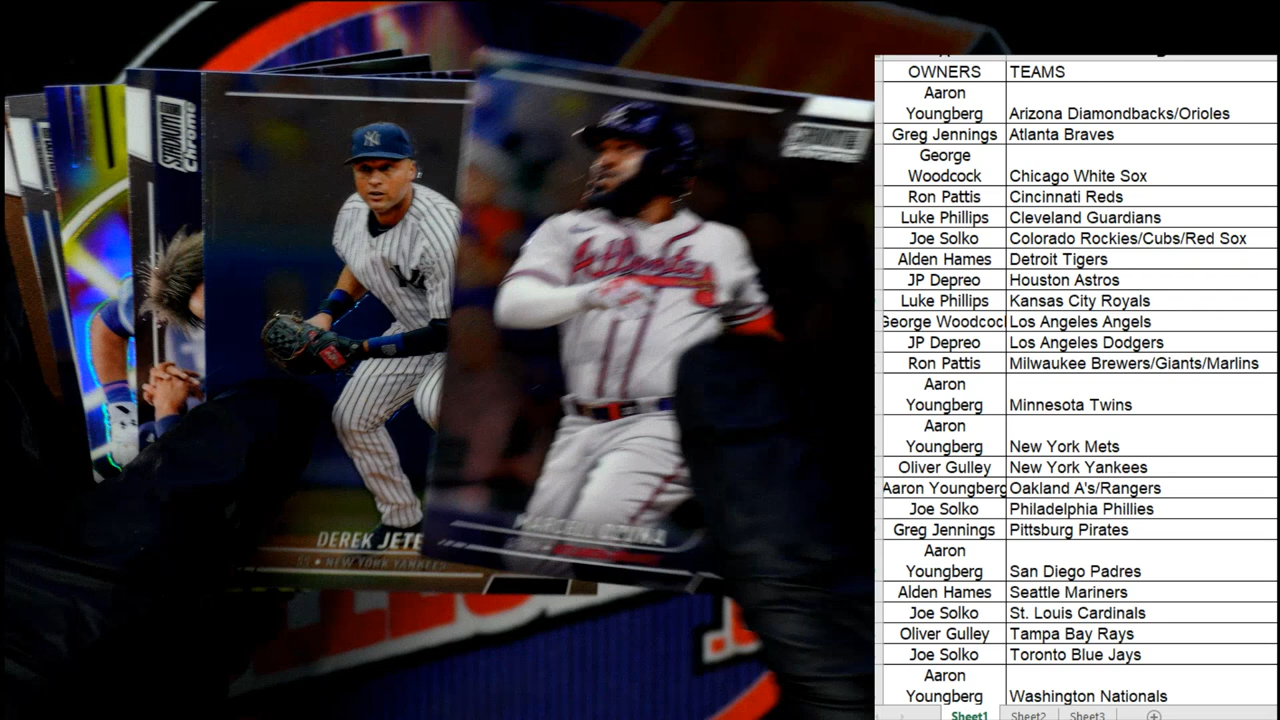 STADIUM CLUB
CHROME
NY
DEREK JETE
SS • NEW YORK YANKEES
Atlanta
MARCELL OZUNA
OWNERS TEAMS
Aaron Youngberg Arizona Diamondbacks/Orioles
Greg Jennings Atlanta Braves
George Woodcock Chicago White Sox
Ron Pattis Cincinnati Reds
Luke Phillips Cleveland Guardians
Joe Solko Colorado Rockies/Cubs/Red Sox
Alden Hames Detroit Tigers
JP Depreo Houston Astros
Luke Phillips Kansas City Royals
George Woodcoc Los Angeles Angels
JP Depreo Los Angeles Dodgers
Ron Pattis Milwaukee Brewers/Giants/Marlins
Aaron Youngberg Minnesota Twins
Aaron Youngberg New York Mets
Oliver Gulley New York Yankees
Aaron Youngberg Oakland A's/Rangers
Joe Solko Philadelphia Phillies
Greg Jennings Pittsburg Pirates
Aaron Youngberg San Diego Padres
Alden Hames Seattle Mariners
Joe Solko St. Louis Cardinals
Oliver Gulley Tampa Bay Rays
Joe Solko Toronto Blue Jays
Aaron Youngberg Washington Nationals
Sheet1 Sheet2 Sheet3